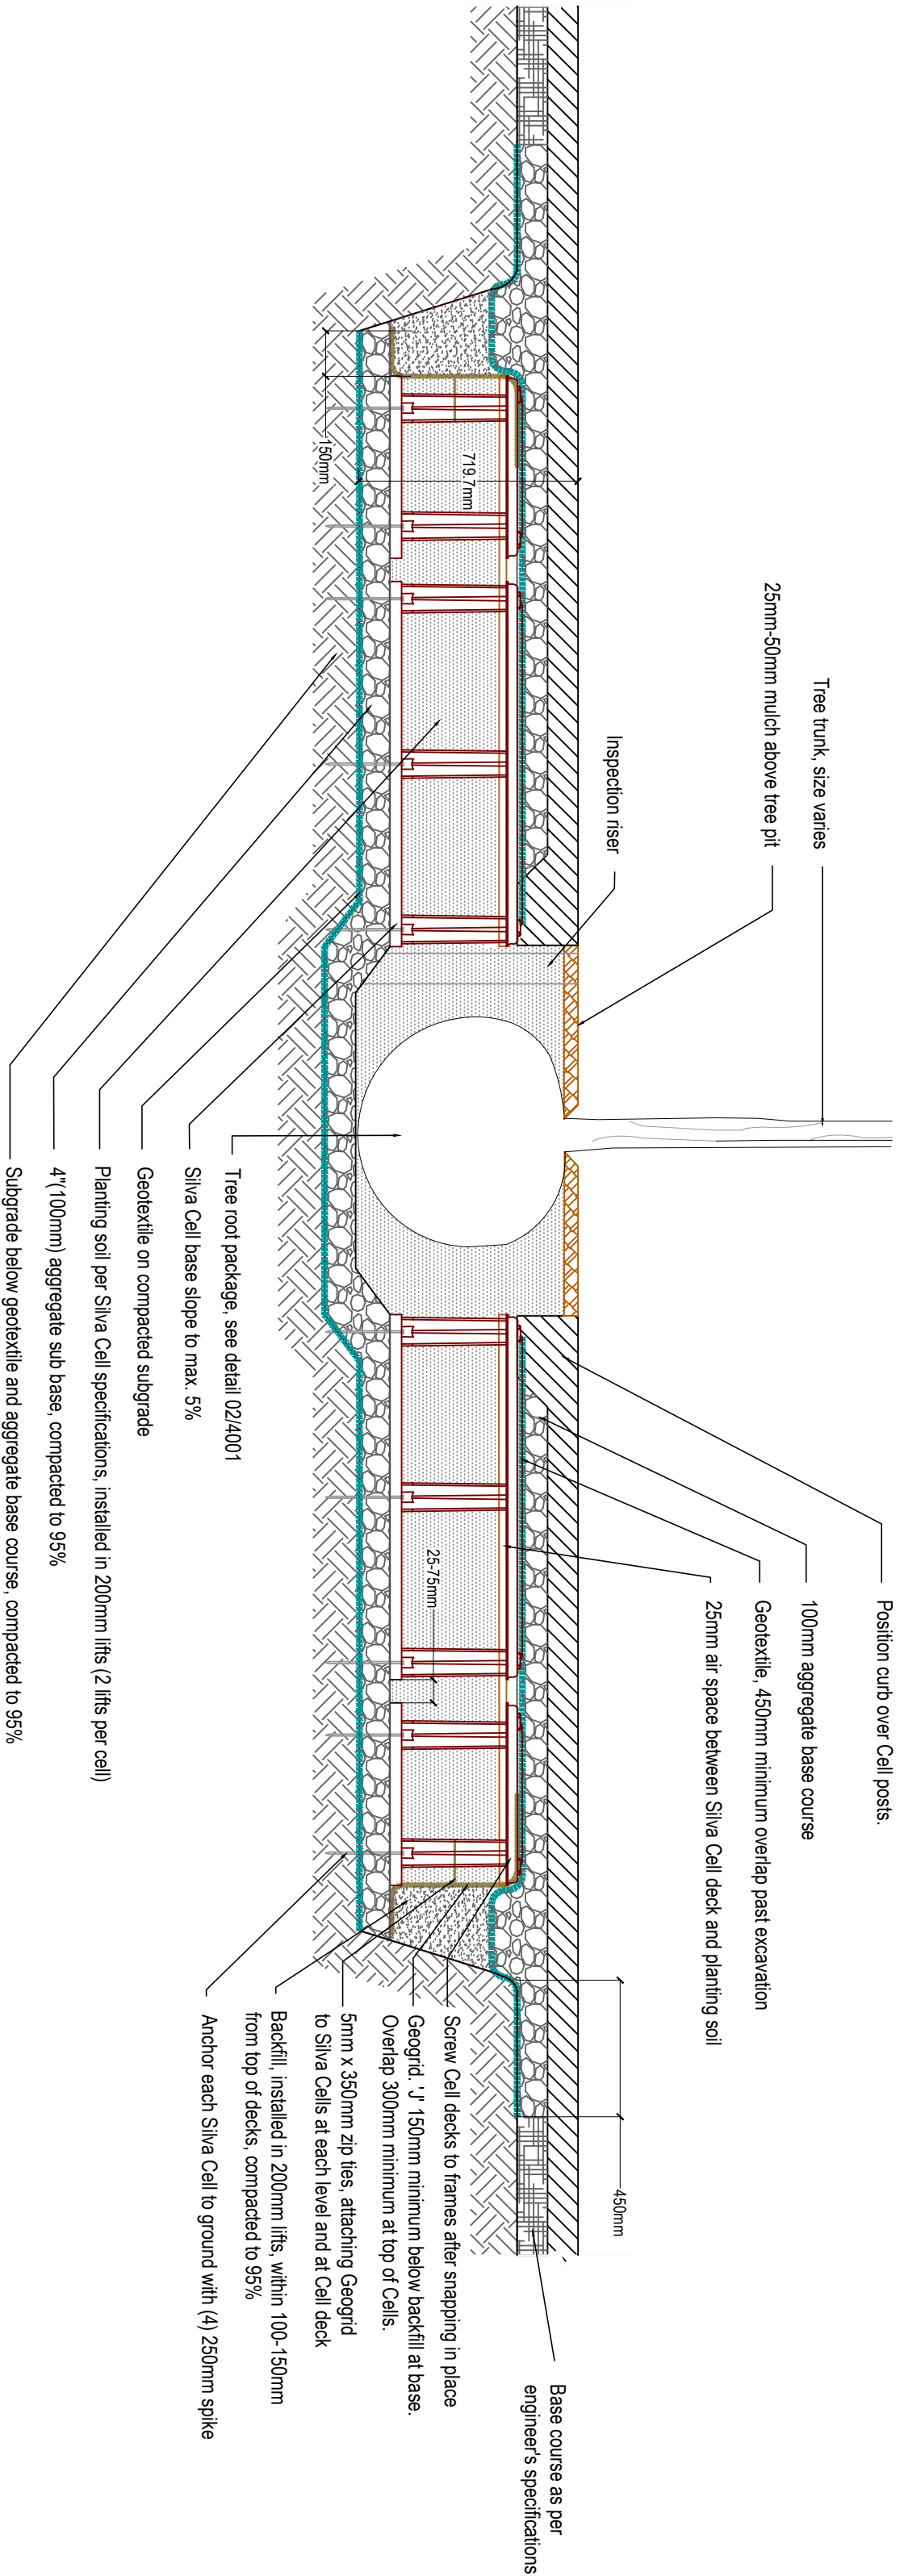 Tree trunk, size varies
25mm-50mm mulch above tree pit
Inspection riser
Position curb over Cell posts.
100mm aggregate base course
Geotextile, 450mm minimum overlap past excavation
25mm air space between Silva Cell deck and planting soil
Base course as per
engineer's specifications
450mm
719.7mm
150mm
25-75mm
Screw Cell decks to frames after snapping in place
Geogrid. 'J' 150mm minimum below backfill at base.
Overlap 300mm minimum at top of Cells.
5mm x 350mm zip ties, attaching Geogrid
to Silva Cells at each level and at Cell deck
Backfill, installed in 200mm lifts, within 100-150mm
from top of decks, compacted to 95%
Anchor each Silva Cell to ground with (4) 250mm spike
Tree root package, see detail 02/4001
Silva Cell base slope to max. 5%
Geotextile on compacted subgrade
Planting soil per Silva Cell specifications, installed in 200mm lifts (2 lifts per cell)
4"(100mm) aggregate sub base, compacted to 95%
Subgrade below geotextile and aggregate base course, compacted to 95%